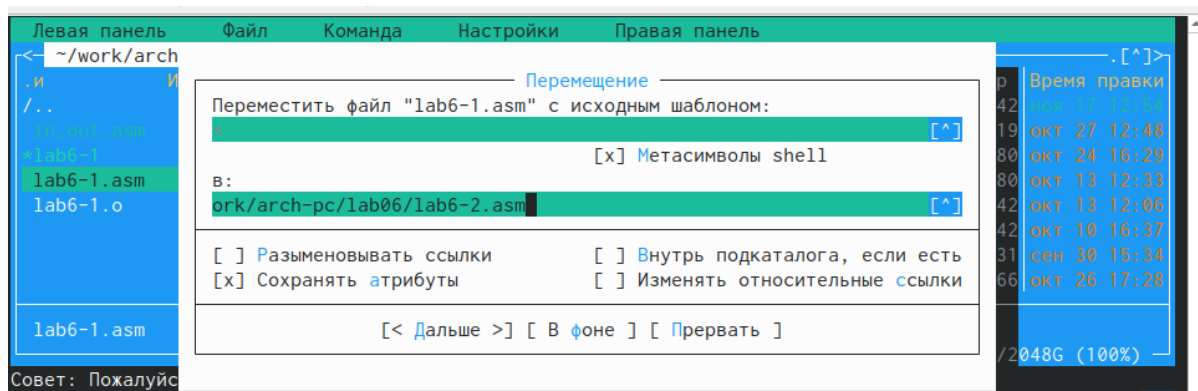 Левая панель Файл Команда Настройки Правая панель
<- ~/work/arch .[^]>
.и И Перемещение р Время правки
/.. Переместить файл "lab6-1.asm" с исходным шаблоном: 42 ноя 17 12:54
in_out.asm * [^] 19 окт 27 12:48
*lab6-1 [x] Метасимволы shell 80 окт 24 16:29
lab6-1.asm в: 80 окт 13 12:33
lab6-1.o ork/arch-pc/lab06/lab6-2.asm [^] 42 окт 13 12:06
42 окт 10 16:37
[ ] Разыменовывать ссылки [ ] Внутрь подкаталога, если есть 31 сен 30 15:34
[x] Сохранять атрибуты [ ] Изменять относительные ссылки 66 окт 26 17:28
lab6-1.asm [< Дальше >] [ В фоне ] [ Прервать ]
/2048G (100%)
Совет: Пожалуйс